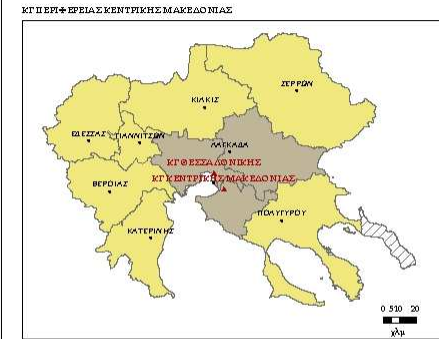 ΚΓ ΠΕΡΙΦΕΡΕΙΑΣ ΚΕΝΤΡΙΚΗΣ ΜΑΚΕΔΟΝΙΑΣ
ΣΕΡΡΩΝ
ΚΙΛΚΙΣ
ΕΔΕΣΣΑΣ
ΓΙΑΝΝΙΤΣΩΝ
ΛΑΓΚΑΔΑ
ΚΓ ΘΕΣΣΑΛΟΝΙΚΗΣ
ΚΓ ΚΕΝΤΡΙΚΗΣ ΜΑΚΕΔΟΝΙΑΣ
ΒΕΡΟΙΑΣ
ΠΟΛΥΓΥΡΟΥ
ΚΑΤΕΡΙΝΗΣ
0 5 10 20
χλμ